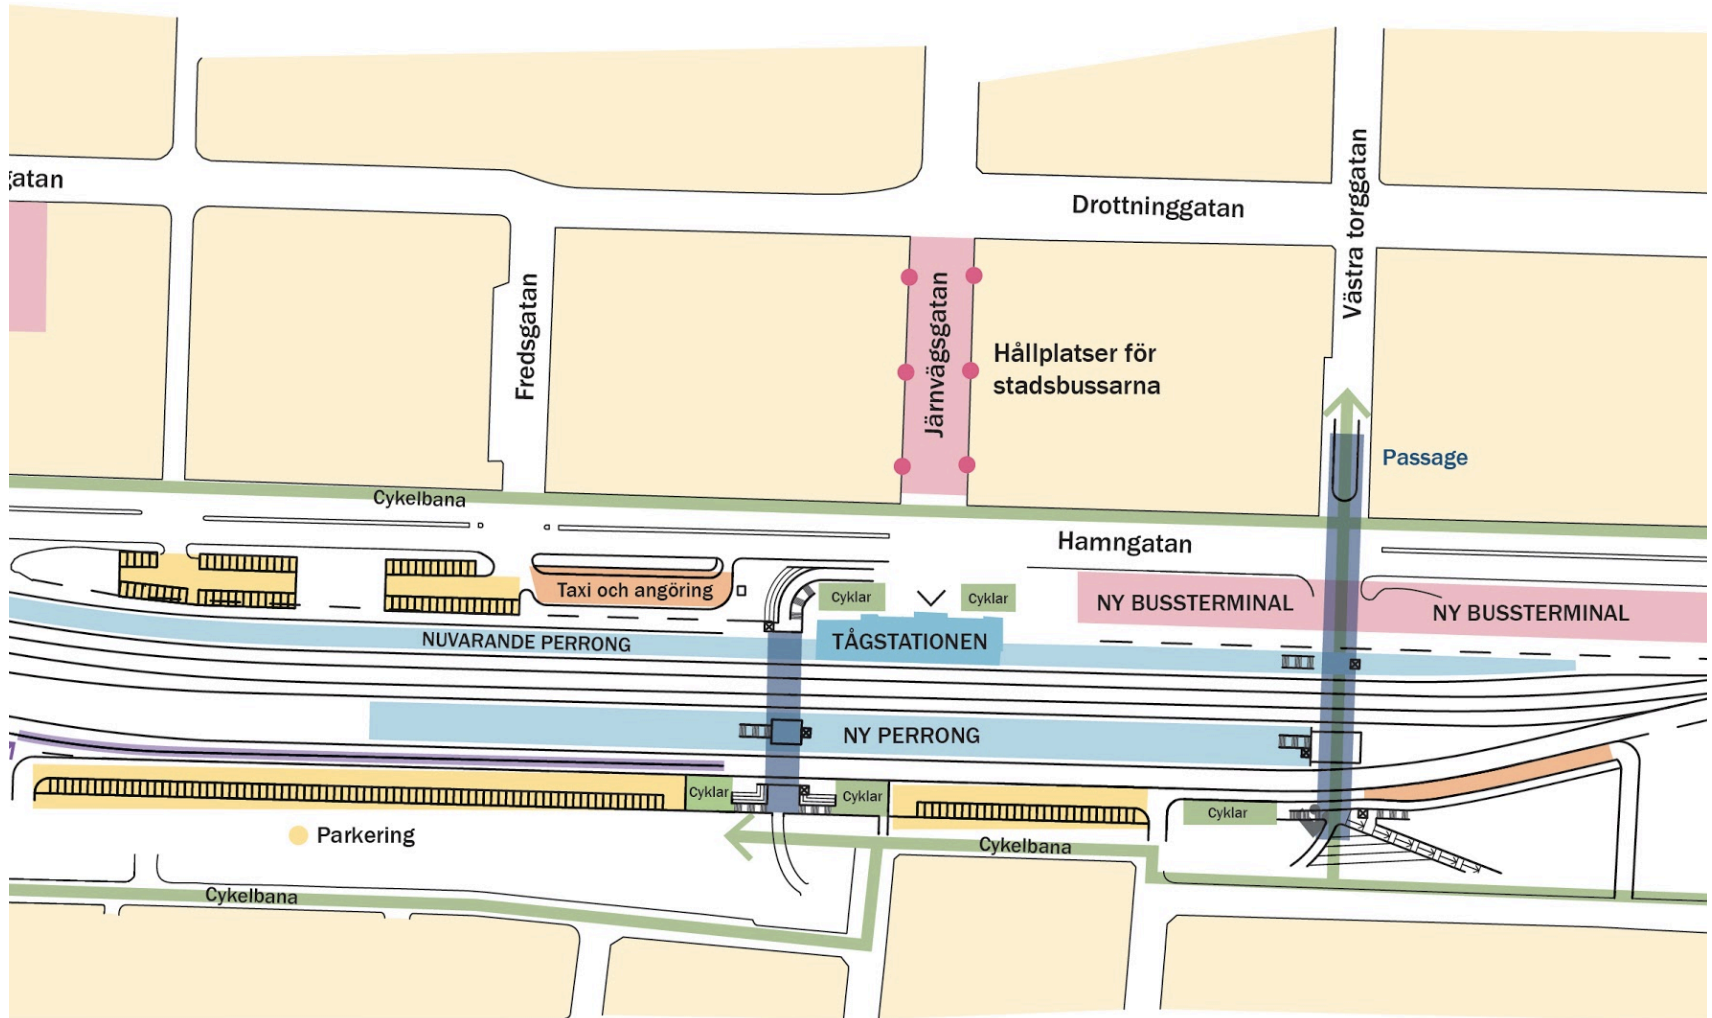 gatan
Drottninggatan
Västra torggatan
Fredsgatan
Järnvägsgatan
Hållplatser för
stadsbussarna
Passage
Cykelbana
Hamngatan
Taxi och angöring
Cyklar
Cyklar
NY BUSSTERMINAL
NY BUSSTERMINAL
NUVARANDE PERRONG
TÅGSTATIONEN
NY PERRONG
Cyklar
Cyklar
Cyklar
Parkering
Cykelbana
Cykelbana